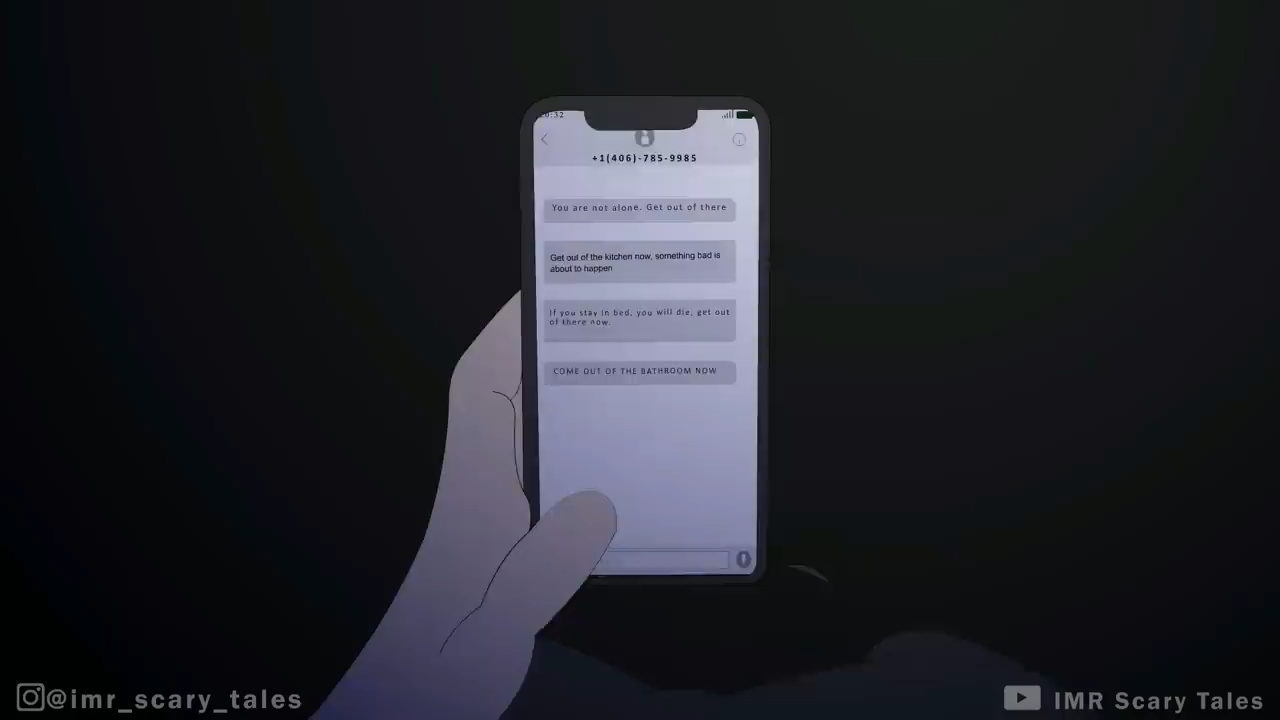 +1(406)-785-9985
You are not alone. Get out of there
Get out of the kitchen now, something bad is
about to happen
If you stay in bed, you will die, get out
of there now.
COME OUT OF THE BATHROOM NOW
@imr_scary_tales
IMR Scary Tales